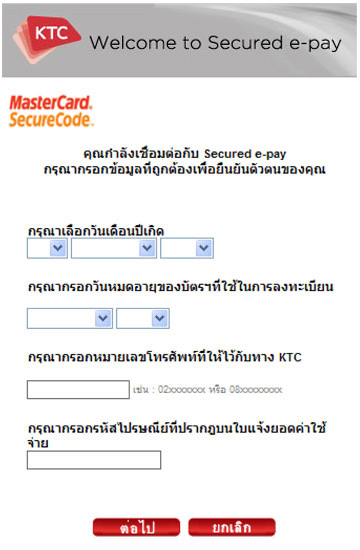 KTC
Welcome to Secured e-pay
MasterCard.
SecureCode.
คุณกำลังเชื่อมต่อกับ Secured e-pay
กรุณากรอกข้อมูลที่ถูกต้องเพื่อยืนยันตัวตนของคุณ
กรุณาเลือกวันเดือนปีเกิด
กรุณากรอกวันหมดอายุของบัตรฯที่ใช้ในการลงทะเบียน
กรุณากรอกหมายเลขโทรศัพท์ที่ให้ไว้กับทาง KTC
เช่น : 02xxxxxxx หรือ 08xxxxxxxx
กรุณากรอกรหัสไปรษณีย์ที่ปรากฏบนใบแจ้งยอดค่าใช้
จ่าย
ต่อไป ยกเลิก